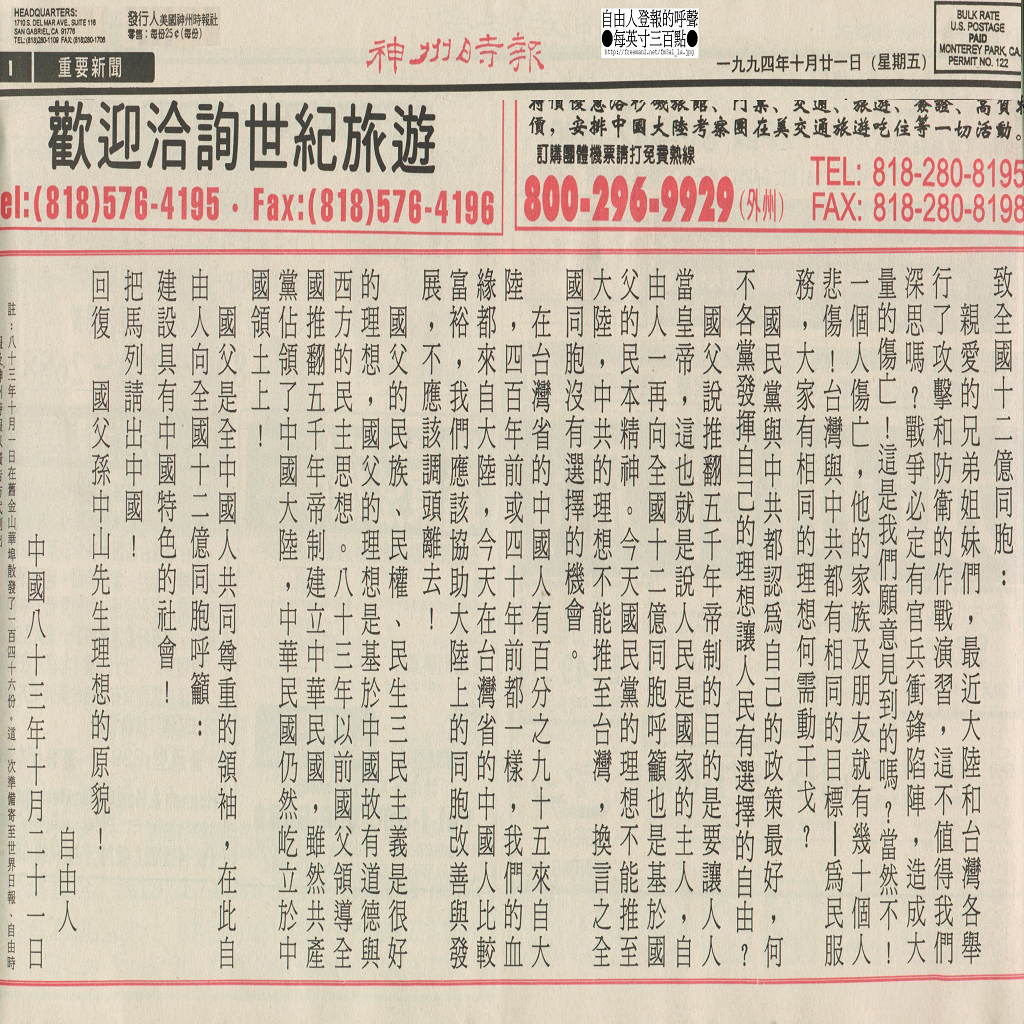 HEADQUARTERS:
1710 S. DEL MAR AVE., SUITE 116
SAN GABRIEL, CA 91776
TEL:(818)280-1109 FAX:(818)280-1706
發行人美國神州時報社
零售:每份25¢(每份)
神州時報
自由人登報的呼聲
●每英寸三百點●
一九九四年十月廿一日(星期五)
BULK RATE
U.S. POSTAGE
PAID
MONTEREY PARK, CA.
PERMIT NO. 122
1 重要新聞
歡迎洽詢世紀旅遊
el:(818)576-4195 · Fax:(818)576-4196
特價優惠洛杉磯旅館、門票、交通、旅遊、簽證、商貿
價,安排中國大陸考察團在美交通旅遊吃住等一切活動。
訂購團體機票請打免費熱線
800-296-9929(外州)
TEL: 818-280-8195
FAX: 818-280-8198
致全國十二億同胞:
親愛的兄弟姐妹們,最近大陸和台灣各舉
行了攻擊和防衛的作戰演習,這不值得我們
深思嗎?戰爭必定有官兵衝鋒陷陣,造成大
量的傷亡!這是我們願意見到的嗎?當然不!
一個人傷亡,他的家族及朋友就有幾十個人
悲傷!台灣與中共都有相同的目標—為民服
務,大家有相同的理想何需動干戈?
國民黨與中共都認為自己的政策最好,何
不各黨發揮自己的理想讓人民有選擇的自由?
國父說推翻五千年帝制的目的是要讓人人
當皇帝,這也就是說人民是國家的主人,自
由人一再向全國十二億同胞呼籲也是基於國
父的民本精神。今天國民黨的理想不能推至
大陸,中共的理想不能推至台灣,換言之全
國同胞沒有選擇的機會。
在台灣省的中國人有百分之九十五來自大
陸,四百年前或四十年前都一樣,我們的血
緣都來自大陸,今天在台灣省的中國人比較
富裕,我們應該協助大陸上的同胞改善與發
展,不應該調頭離去!
國父的民族、民權、民生三民主義是很好
的理想,國父的理想是基於中國故有道德與
西方的民主思想。八十三年以前國父領導全
國推翻五千年帝制建立中華民國,雖然共產
黨佔領了中國大陸,中華民國仍然屹立於中
國領土上!
國父是全中國人共同尊重的領袖,在此自
由人向全國十二億同胞呼籲:
建設具有中國特色的社會!
把馬列請出中國!
回復 國父孫中山先生理想的原貌!
自由人
中國八十三年十月二十一日
註:八十三年十月一日在舊金山華埠散發了一百四十六份。這一次準備寄至世界日報、自由時